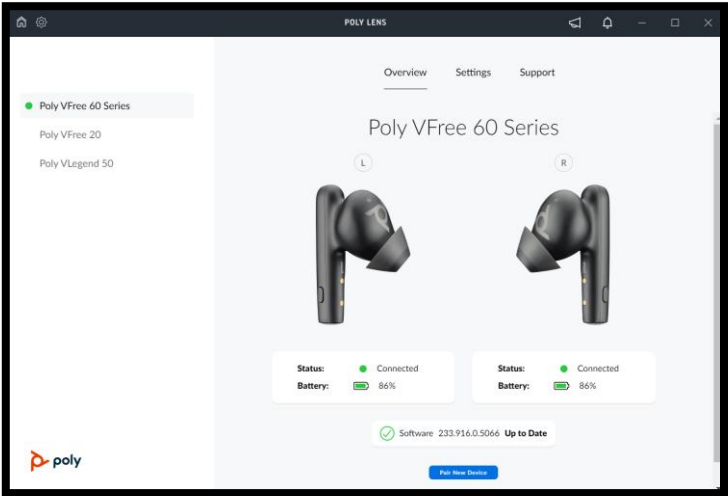 POLY LENS
Overview Settings Support
Poly VFree 60 Series
Poly VFree 20
Poly VLegend 50
Poly VFree 60 Series
L R
Status: Connected
Battery: 86%
Status: Connected
Battery: 86%
Software 233.916.0.5066 Up to Date
Pair New Device
poly